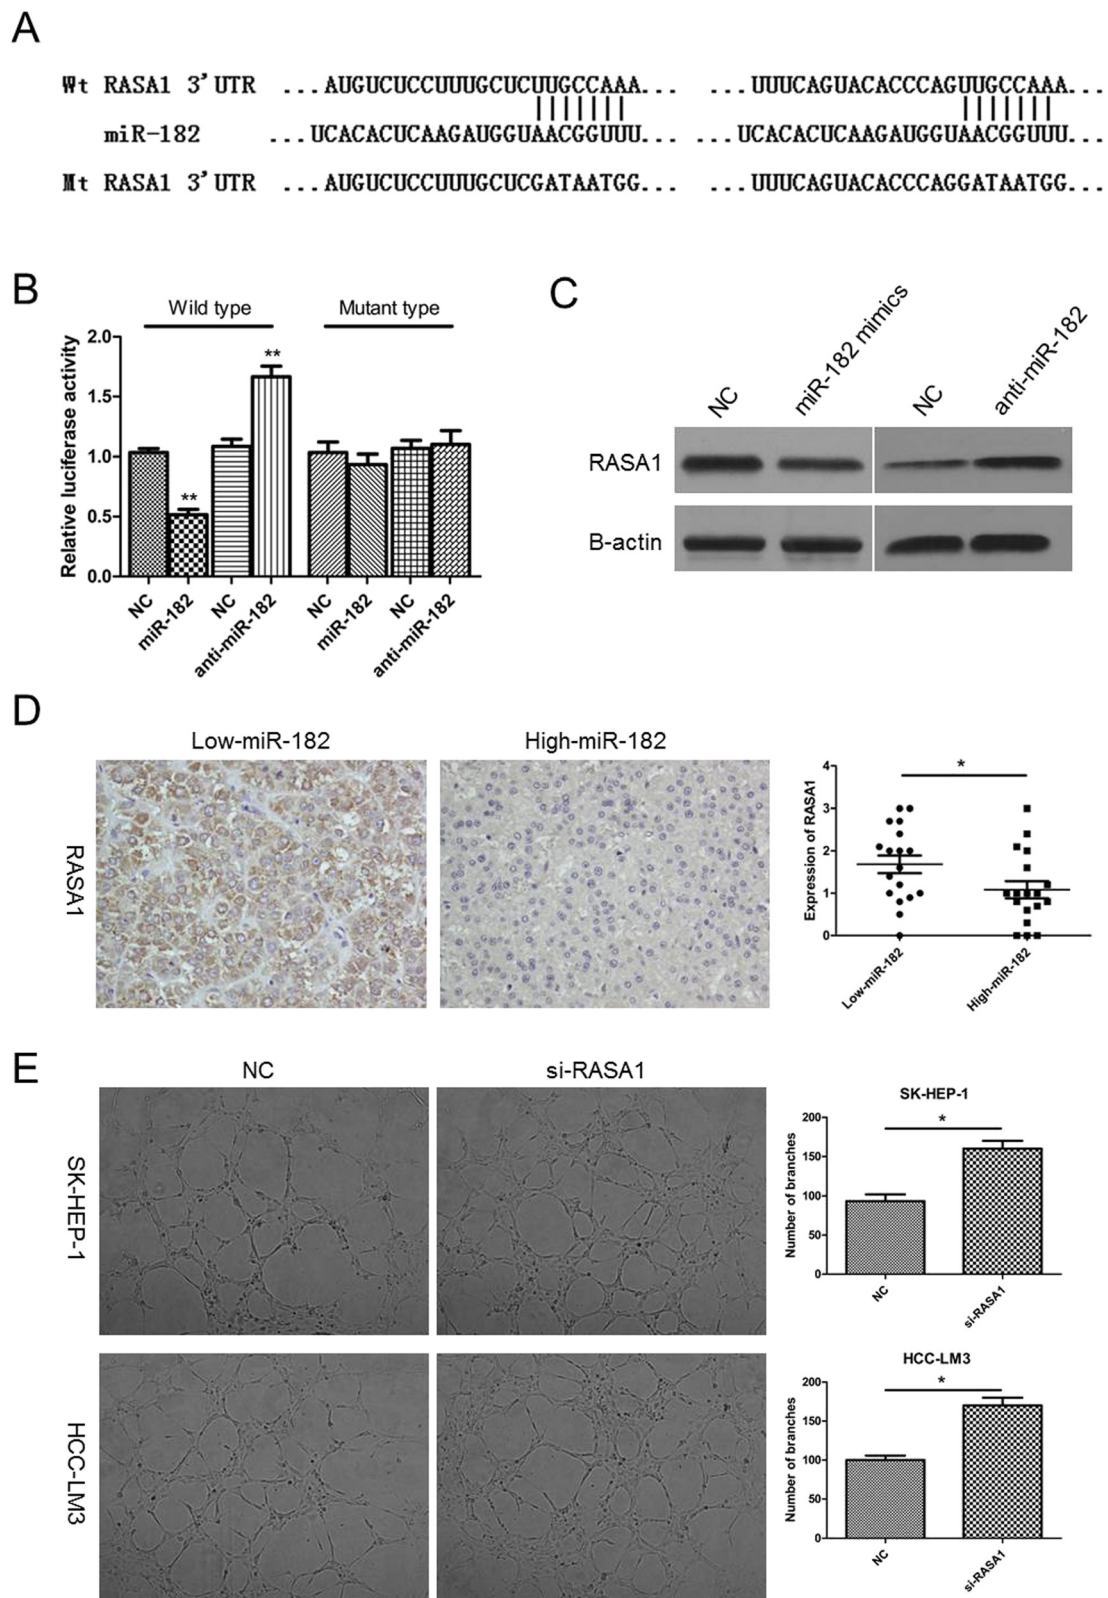 A
Wt RASA1 3'UTR ...AUGUCUCCUUUGCUCUUGCCAAA... ...UUUCAGUACACCCAGUUGCCAAA...
miR-182 ...UCACACUCAAGAUGGUAACGGUUU... ...UCACACUCAAGAUGGUAACGGUUU...
Mt RASA1 3'UTR ...AUGUCUCCUUUGCUCGATAATGG... ...UUUCAGUACACCCAGGATAATGG...
B
Wild type Mutant type
Relative luciferase activity
2.0
1.5
1.0
0.5
0.0
**
**
NC miR-182 NC anti-miR-182 NC miR-182 NC anti-miR-182
C
NC miR-182 mimics NC anti-miR-182
RASA1
B-actin
D
Low-miR-182 High-miR-182
RASA1
Expression of RASA1
4
3
2
1
0
*
Low-miR-182 High-miR-182
E
NC si-RASA1
SK-HEP-1
SK-HEP-1
Number of branches
200
150
100
50
0
*
NC si-RASA1
HCC-LM3
HCC-LM3
Number of branches
200
150
100
50
0
*
NC si-RASA1